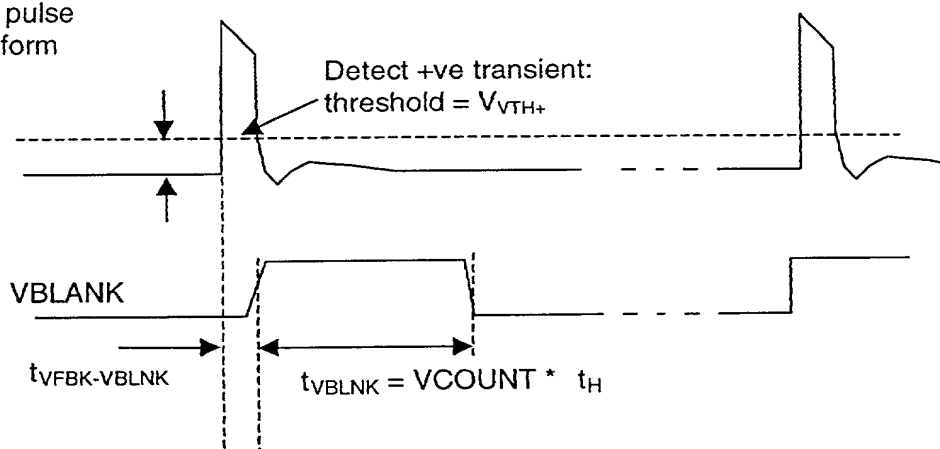 pulse
form
Detect +ve transient:
threshold = VVTH+
VBLANK
tVFBK-VBLNK
tVBLNK = VCOUNT * tH